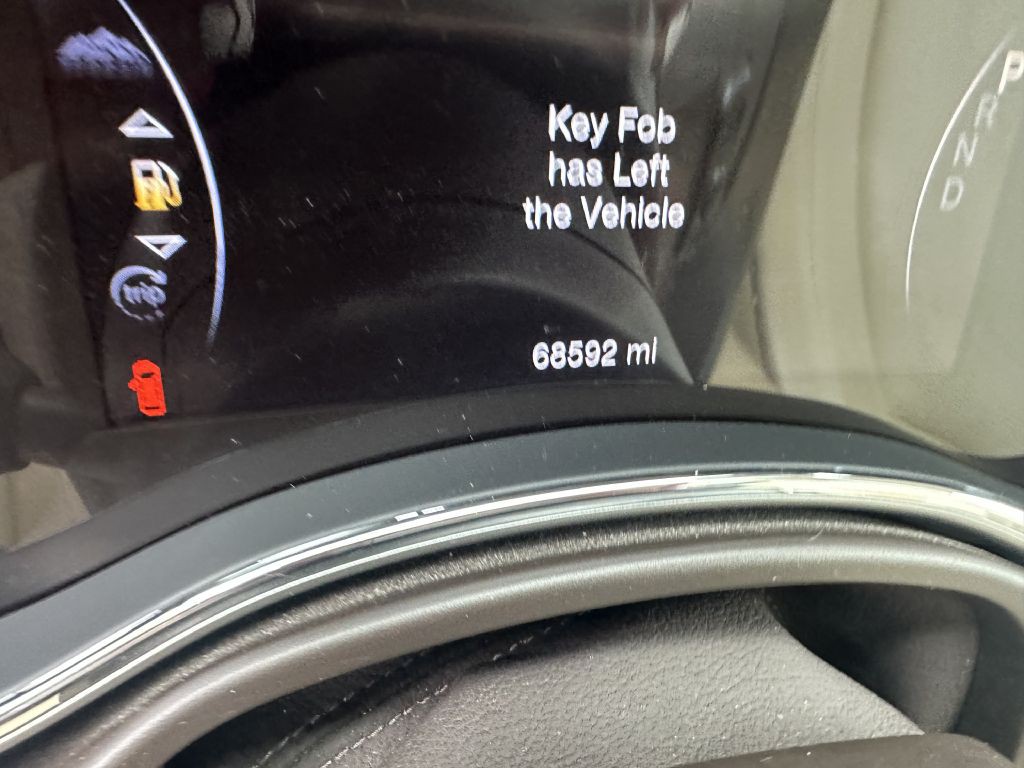 Key Fob
has Left
the Vehicle
68592 mi
P
R
N
D